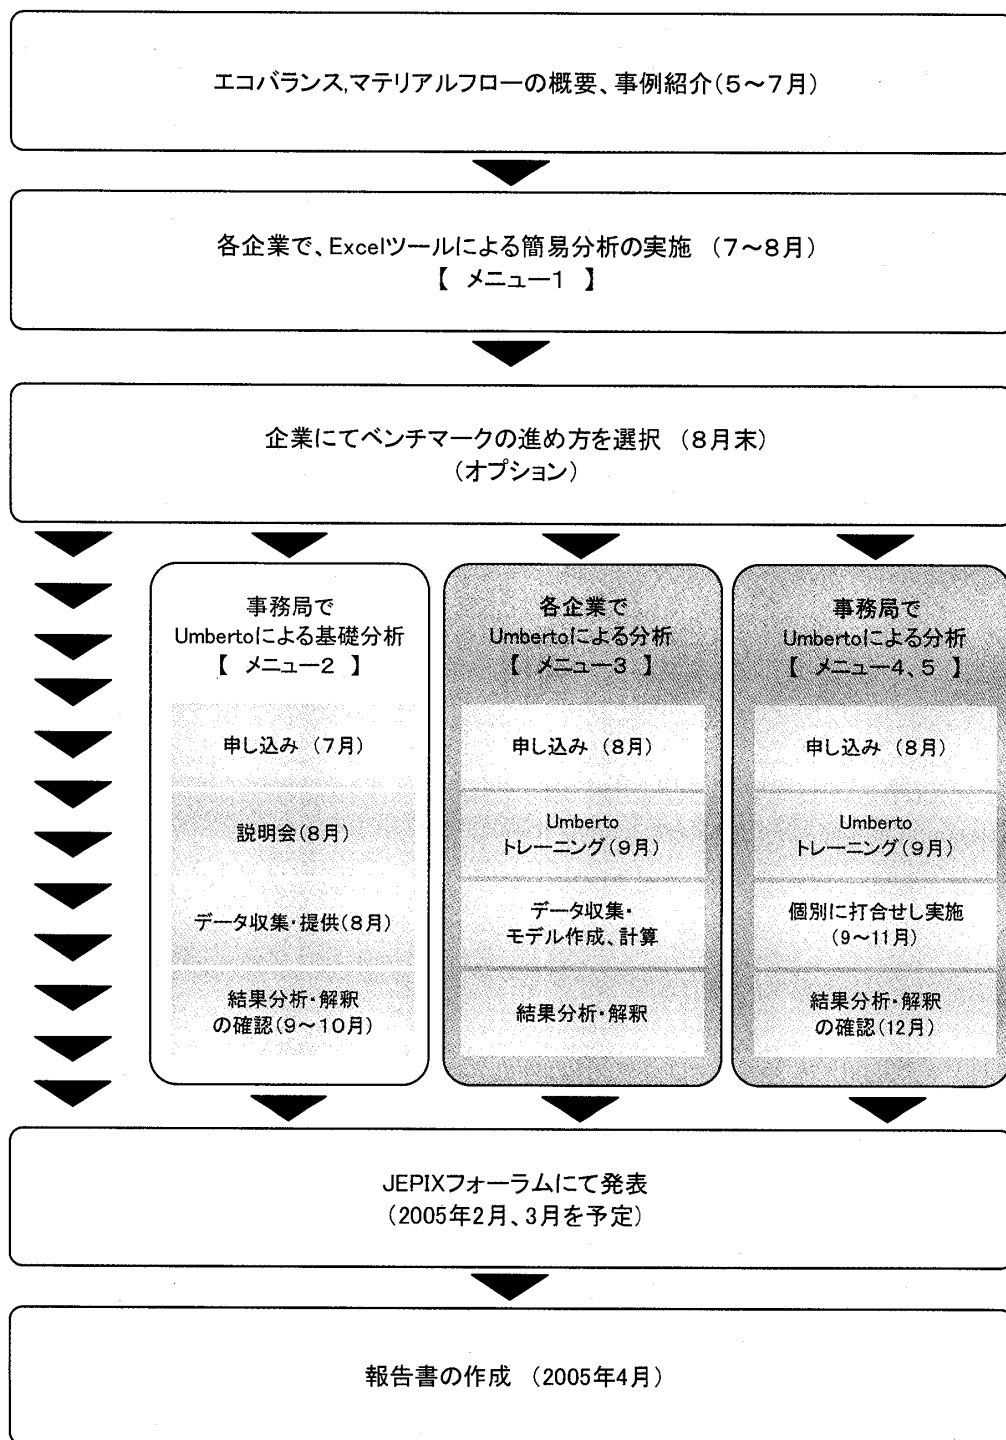 エコバランス,マテリアルフローの概要、事例紹介(５～７月)
各企業で、Excelツールによる簡易分析の実施 (７～８月)
【 メニュー１ 】
企業にてベンチマークの進め方を選択 (８月末)
(オプション)
事務局で
Umbertoによる基礎分析
【 メニュー２ 】
申し込み (７月)
説明会(８月)
データ収集・提供(８月)
結果分析・解釈
の確認(９～１０月)
各企業で
Umbertoによる分析
【 メニュー３ 】
申し込み (８月)
Umberto
トレーニング(９月)
データ収集・
モデル作成、計算
結果分析・解釈
事務局で
Umbertoによる分析
【 メニュー４、５ 】
申し込み (８月)
Umberto
トレーニング(９月)
個別に打合せし実施
(９～１１月)
結果分析・解釈
の確認(12月)
JEPIXフォーラムにて発表
(2005年２月、３月を予定)
報告書の作成 (2005年４月)